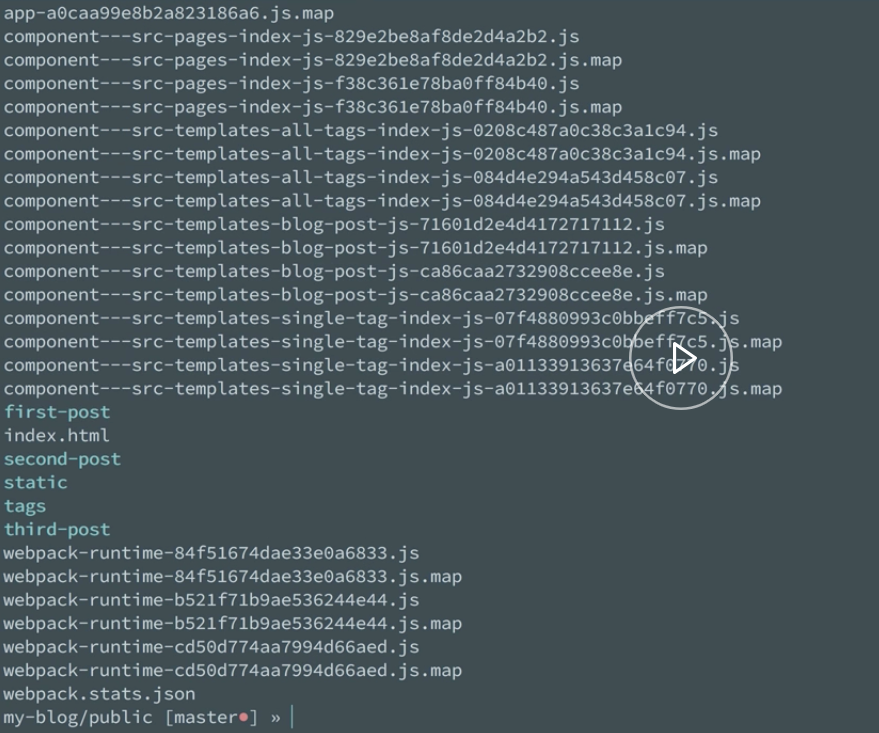 app-a0caa99e8b2a823186a6.js.map
component---src-pages-index-js-829e2be8af8de2d4a2b2.js
component---src-pages-index-js-829e2be8af8de2d4a2b2.js.map
component---src-pages-index-js-f38c361e78ba0ff84b40.js
component---src-pages-index-js-f38c361e78ba0ff84b40.js.map
component---src-templates-all-tags-index-js-0208c487a0c38c3a1c94.js
component---src-templates-all-tags-index-js-0208c487a0c38c3a1c94.js.map
component---src-templates-all-tags-index-js-084d4e294a543d458c07.js
component---src-templates-all-tags-index-js-084d4e294a543d458c07.js.map
component---src-templates-blog-post-js-71601d2e4d4172717112.js
component---src-templates-blog-post-js-71601d2e4d4172717112.js.map
component---src-templates-blog-post-js-ca86caa2732908ccee8e.js
component---src-templates-blog-post-js-ca86caa2732908ccee8e.js.map
component---src-templates-single-tag-index-js-07f4880993c0bbeff7c5.js
component---src-templates-single-tag-index-js-07f4880993c0bbeff7c5.js.map
component---src-templates-single-tag-index-js-a01133913637e64f0770.js
component---src-templates-single-tag-index-js-a01133913637e64f0770.js.map
first-post
index.html
second-post
static
tags
third-post
webpack-runtime-84f51674dae33e0a6833.js
webpack-runtime-84f51674dae33e0a6833.js.map
webpack-runtime-b521f71b9ae536244e44.js
webpack-runtime-b521f71b9ae536244e44.js.map
webpack-runtime-cd50d774aa7994d66aed.js
webpack-runtime-cd50d774aa7994d66aed.js.map
webpack.stats.json
my-blog/public [master●] »